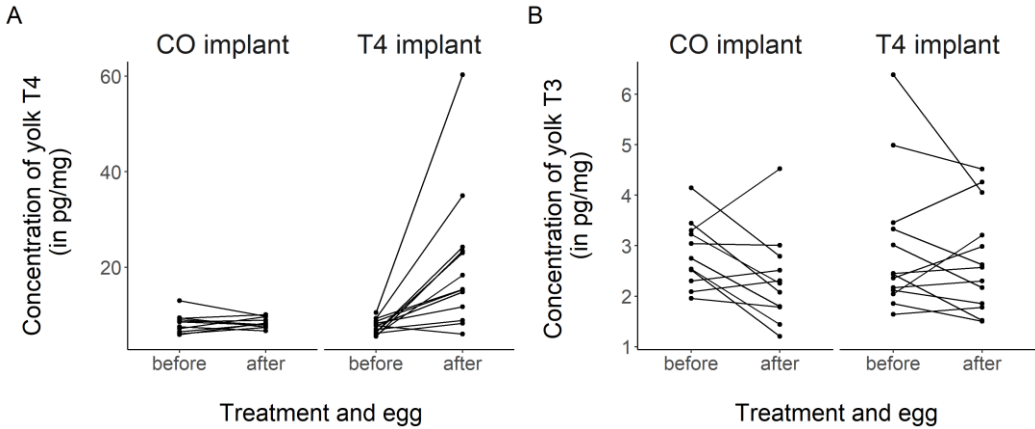 A
CO implant
T4 implant
Concentration of yolk T4
(in pg/mg)
60
40
20
before
after
before
after
Treatment and egg
B
CO implant
T4 implant
Concentration of yolk T3
(in pg/mg)
6
5
4
3
2
1
before
after
before
after
Treatment and egg